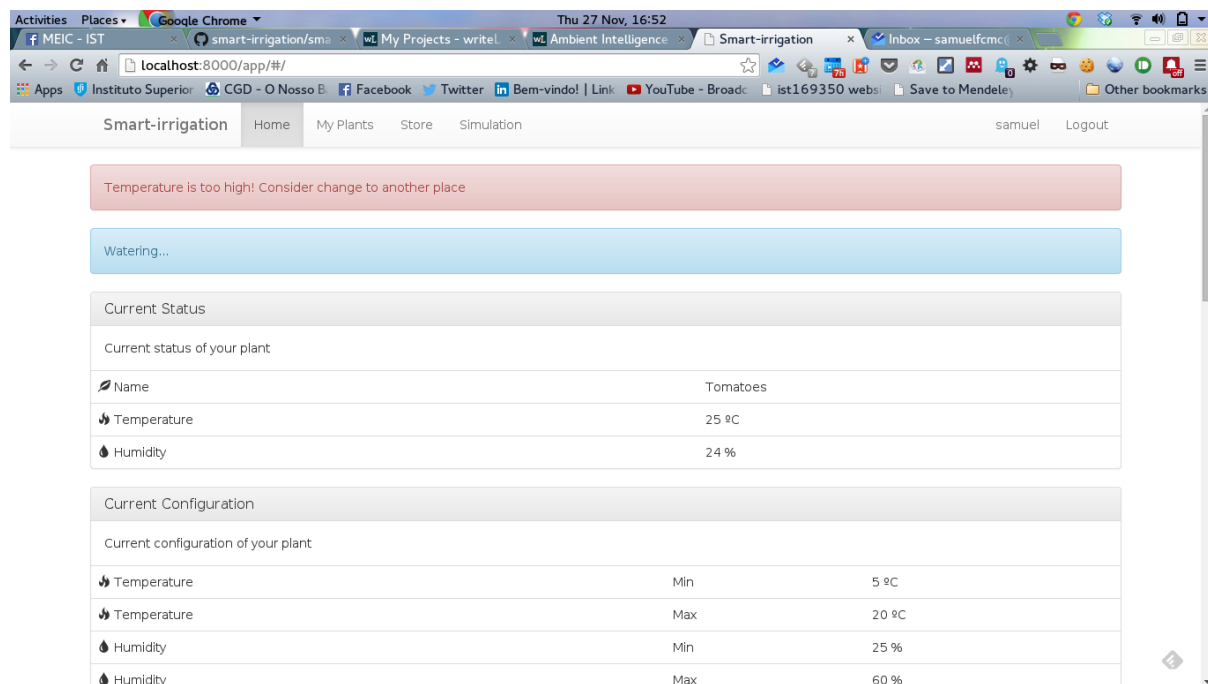 Activities Places Google Chrome Thu 27 Nov, 16:52
MEIC - IST smart-irrigation/sma My Projects - writeL Ambient Intelligence Smart-irrigation Inbox — samuelfcmc(
localhost:8000/app/#/
Apps Instituto Superior CGD - O Nosso B Facebook Twitter Bem-vindo! | Link YouTube - Broadc ist169350 websi Save to Mendeley Other bookmarks
Smart-irrigation Home My Plants Store Simulation samuel Logout
Temperature is too high! Consider change to another place
Watering...
Current Status
Current status of your plant
Name Tomatoes
Temperature 25 ºC
Humidity 24 %
Current Configuration
Current configuration of your plant
Temperature Min 5 ºC
Temperature Max 20 ºC
Humidity Min 25 %
Humidity Max 60 %